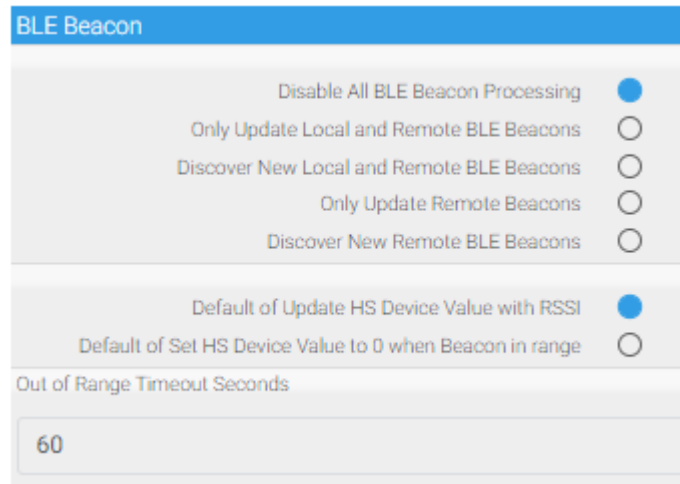 BLE Beacon
Disable All BLE Beacon Processing
Only Update Local and Remote BLE Beacons
Discover New Local and Remote BLE Beacons
Only Update Remote Beacons
Discover New Remote BLE Beacons
Default of Update HS Device Value with RSSI
Default of Set HS Device Value to 0 when Beacon in range
Out of Range Timeout Seconds
60